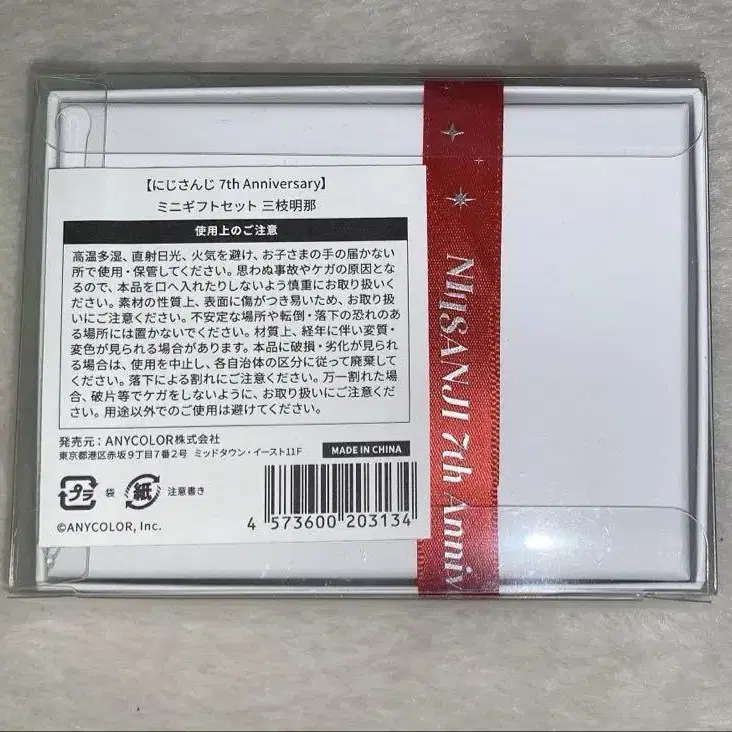 【にじさんじ 7th Anniversary】
ミニギフトセット 三枝明那
使用上のご注意
高温多湿、直射日光、火気を避け、お子さまの手の届かない
所で使用・保管してください。思わぬ事故やケガの原因とな
るので、本品を口へ入れたりしないよう慎重にお取り扱いく
ださい。素材の性質上、表面に傷がつき易いため、お取り扱
いにご注意ください。不安定な場所や転倒・落下の恐れのあ
る場所には置かないでください。材質上、経年に伴い変質・
変色が見られる場合があります。本品に破損・劣化が見られ
る場合は、使用を中止し、各自治体の区分に従って廃棄して
ください。落下による割れにご注意ください。万一割れた場
合、破片等でケガをしないように、お取り扱いにご注意くだ
さい。用途以外でのご使用は避けてください。
発売元:ANYCOLOR株式会社
東京都港区赤坂9丁目7番2号 ミッドタウン・イースト11F
MADE IN CHINA
プラ 袋 紙 注意書き
©ANYCOLOR, Inc.
4 573600 203134
NIJISANJI 7th Anniv